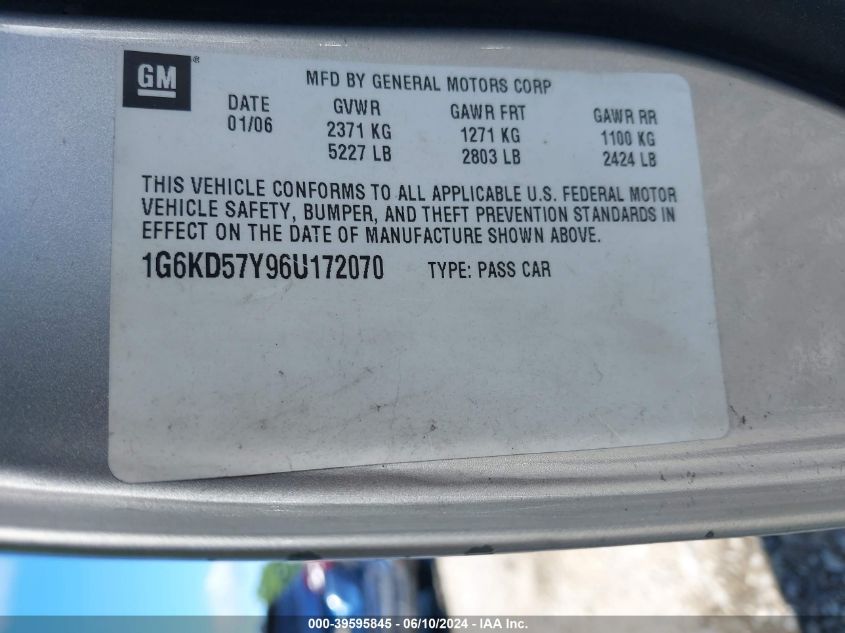 GM®
MFD BY GENERAL MOTORS CORP
DATE GVWR GAWR FRT GAWR RR
01/06 2371 KG 1271 KG 1100 KG
5227 LB 2803 LB 2424 LB
THIS VEHICLE CONFORMS TO ALL APPLICABLE U.S. FEDERAL MOTOR
VEHICLE SAFETY, BUMPER, AND THEFT PREVENTION STANDARDS IN
EFFECT ON THE DATE OF MANUFACTURE SHOWN ABOVE.
1G6KD57Y96U172070 TYPE: PASS CAR
000-39595845 - 06/10/2024 - IAA Inc.